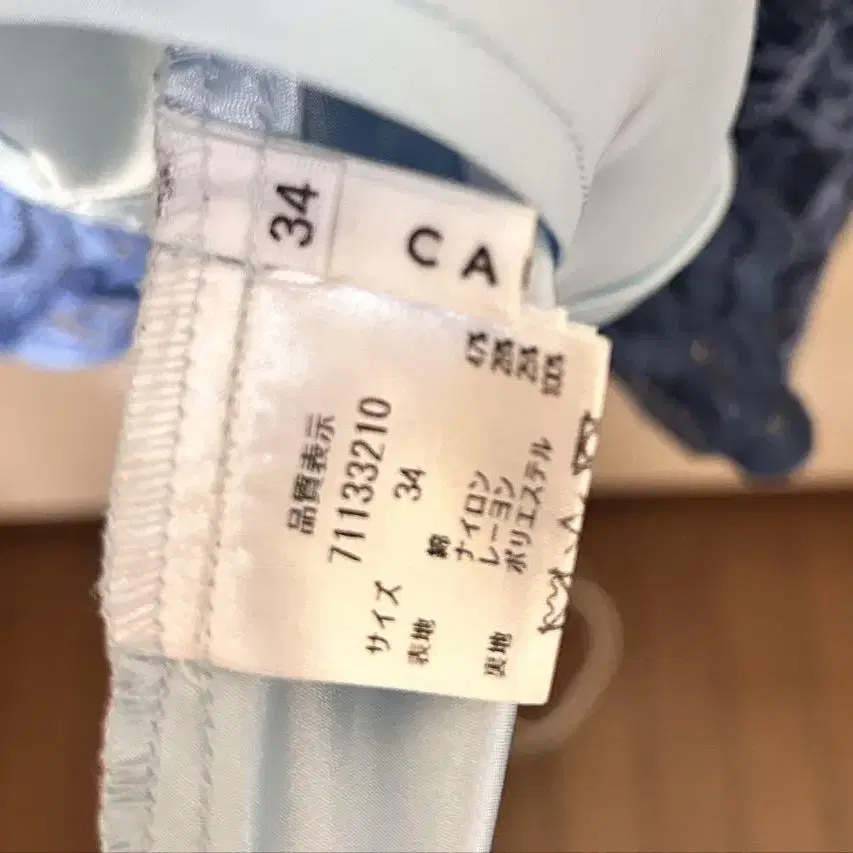 34
CA
品質表示
71133210
サイズ 34
表地 綿
ナイロン
レーヨン
裏地 ポリエステル 100%